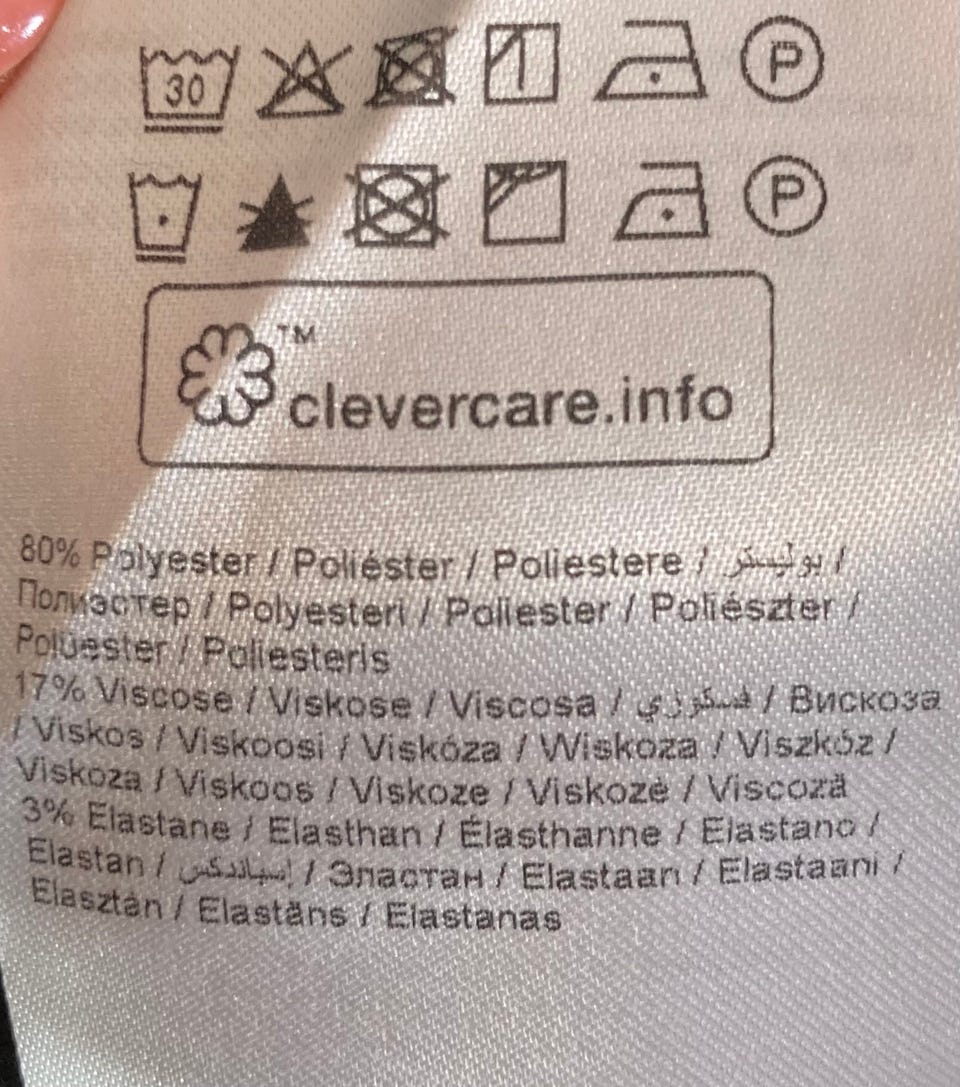 30 P
P
TM
clevercare.info
80% Polyester / Poliéster / Poliestere / بوليستر /
Полиэстер / Polyesteri / Poliester / Poliészter /
Polüester / Poliesteris
17% Viscose / Viskose / Viscosa / فسكوزي / Вискоза
/ Viskos / Viskoosi / Viskóza / Wiskoza / Viszkóz /
Viskoza / Viskoos / Viskoze / Viskozė / Viscoză
3% Elastane / Elasthan / Élasthanne / Elastano /
Elastan / إسباندكس / Эластан / Elastaan / Elastaani /
Elasztán / Elastāns / Elastanas